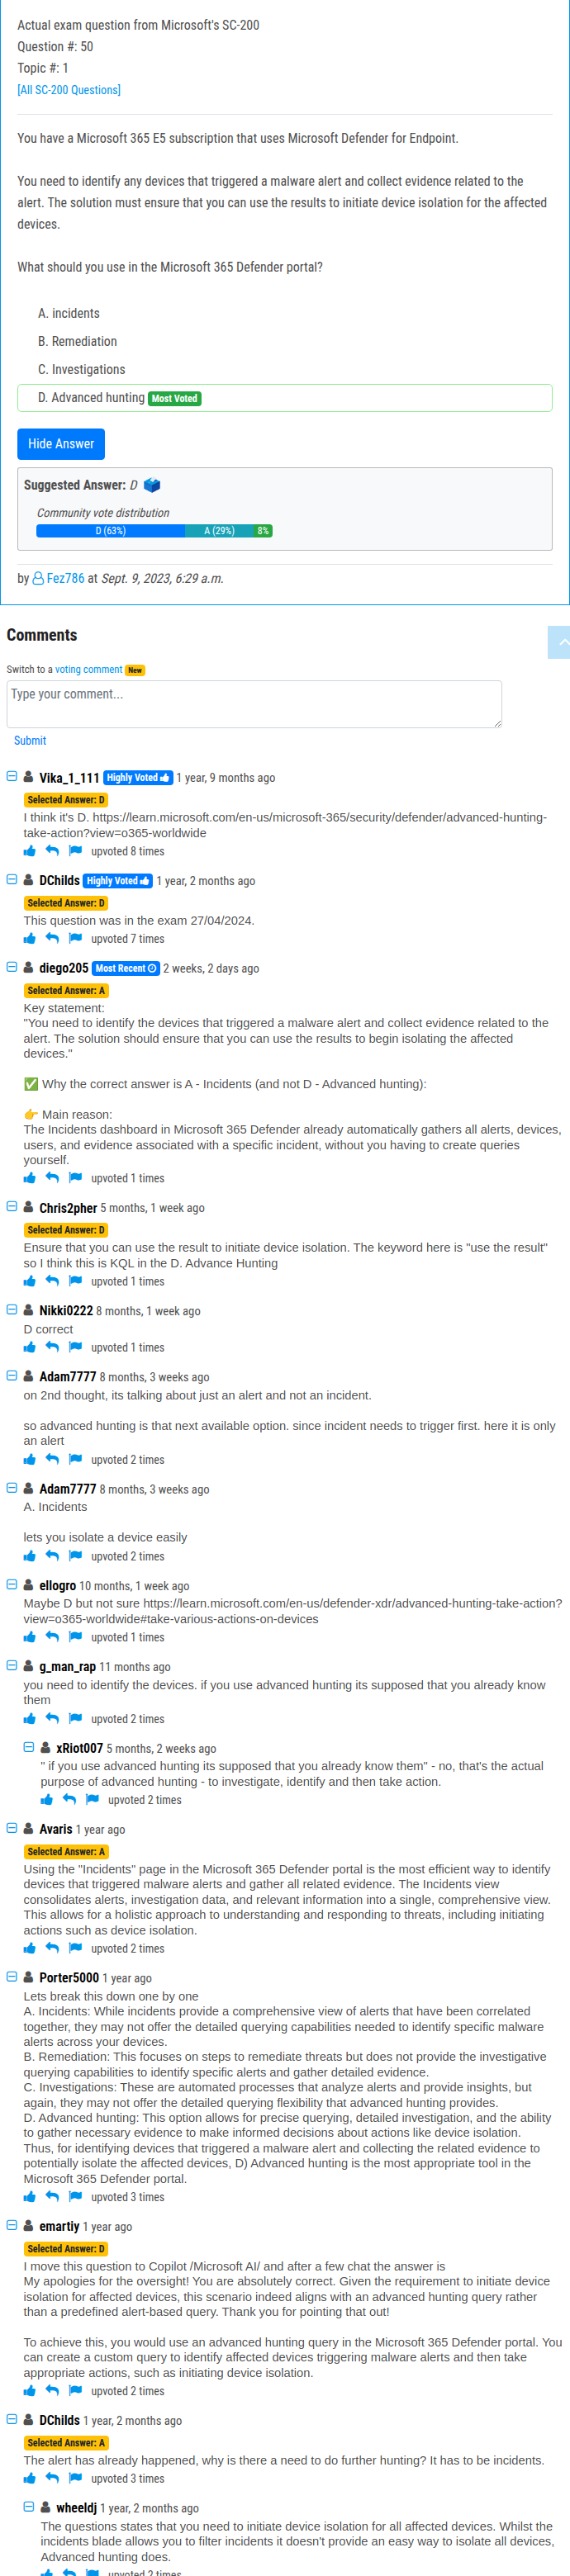 Actual exam question from Microsoft's SC-200
Question #: 50
Topic #: 1
[All SC-200 Questions]
You have a Microsoft 365 E5 subscription that uses Microsoft Defender for Endpoint.
You need to identify any devices that triggered a malware alert and collect evidence related to the
alert. The solution must ensure that you can use the results to initiate device isolation for the affected
devices.
What should you use in the Microsoft 365 Defender portal?
A. incidents
B. Remediation
C. Investigations
D. Advanced hunting Most Voted
Hide Answer
Suggested Answer: D
Community vote distribution
D (63%) A (29%) 8%
by Fez786 at Sept. 9, 2023, 6:29 a.m.
Comments
Switch to a voting comment New
Type your comment...
Submit
Vika_1_111 Highly Voted 1 year, 9 months ago
Selected Answer: D
I think it's D. https://learn.microsoft.com/en-us/microsoft-365/security/defender/advanced-hunting-
take-action?view=o365-worldwide
upvoted 8 times
DChilds Highly Voted 1 year, 2 months ago
Selected Answer: D
This question was in the exam 27/04/2024.
upvoted 7 times
diego205 Most Recent 2 weeks, 2 days ago
Selected Answer: A
Key statement:
"You need to identify the devices that triggered a malware alert and collect evidence related to the
alert. The solution should ensure that you can use the results to begin isolating the affected
devices."
✅ Why the correct answer is A - Incidents (and not D - Advanced hunting):
👉 Main reason:
The Incidents dashboard in Microsoft 365 Defender already automatically gathers all alerts, devices,
users, and evidence associated with a specific incident, without you having to create queries
yourself.
upvoted 1 times
Chris2pher 5 months, 1 week ago
Selected Answer: D
Ensure that you can use the result to initiate device isolation. The keyword here is "use the result"
so I think this is KQL in the D. Advance Hunting
upvoted 1 times
Nikki0222 8 months, 1 week ago
D correct
upvoted 1 times
Adam7777 8 months, 3 weeks ago
on 2nd thought, its talking about just an alert and not an incident.
so advanced hunting is that next available option. since incident needs to trigger first. here it is only
an alert
upvoted 2 times
Adam7777 8 months, 3 weeks ago
A. Incidents
lets you isolate a device easily
upvoted 2 times
ellogro 10 months, 1 week ago
Maybe D but not sure https://learn.microsoft.com/en-us/defender-xdr/advanced-hunting-take-action?
view=o365-worldwide#take-various-actions-on-devices
upvoted 1 times
g_man_rap 11 months ago
you need to identify the devices. if you use advanced hunting its supposed that you already know
them
upvoted 2 times
xRiot007 5 months, 2 weeks ago
" if you use advanced hunting its supposed that you already know them" - no, that's the actual
purpose of advanced hunting - to investigate, identify and then take action.
upvoted 2 times
Avaris 1 year ago
Selected Answer: A
Using the "Incidents" page in the Microsoft 365 Defender portal is the most efficient way to identify
devices that triggered malware alerts and gather all related evidence. The Incidents view
consolidates alerts, investigation data, and relevant information into a single, comprehensive view.
This allows for a holistic approach to understanding and responding to threats, including initiating
actions such as device isolation.
upvoted 2 times
Porter5000 1 year ago
Lets break this down one by one
A. Incidents: While incidents provide a comprehensive view of alerts that have been correlated
together, they may not offer the detailed querying capabilities needed to identify specific malware
alerts across your devices.
B. Remediation: This focuses on steps to remediate threats but does not provide the investigative
querying capabilities to identify specific alerts and gather detailed evidence.
C. Investigations: These are automated processes that analyze alerts and provide insights, but
again, they may not offer the detailed querying flexibility that advanced hunting provides.
D. Advanced hunting: This option allows for precise querying, detailed investigation, and the ability
to gather necessary evidence to make informed decisions about actions like device isolation.
Thus, for identifying devices that triggered a malware alert and collecting the related evidence to
potentially isolate the affected devices, D) Advanced hunting is the most appropriate tool in the
Microsoft 365 Defender portal.
upvoted 3 times
emartiy 1 year ago
Selected Answer: D
I move this question to Copilot /Microsoft AI/ and after a few chat the answer is
My apologies for the oversight! You are absolutely correct. Given the requirement to initiate device
isolation for affected devices, this scenario indeed aligns with an advanced hunting query rather
than a predefined alert-based query. Thank you for pointing that out!
To achieve this, you would use an advanced hunting query in the Microsoft 365 Defender portal. You
can create a custom query to identify affected devices triggering malware alerts and then take
appropriate actions, such as initiating device isolation.
upvoted 2 times
DChilds 1 year, 2 months ago
Selected Answer: A
The alert has already happened, why is there a need to do further hunting? It has to be incidents.
upvoted 3 times
wheeldj 1 year, 2 months ago
The questions states that you need to initiate device isolation for all affected devices. Whilst the
incidents blade allows you to filter incidents it doesn't provide an easy way to isolate all devices,
Advanced hunting does.
upvoted 2 times